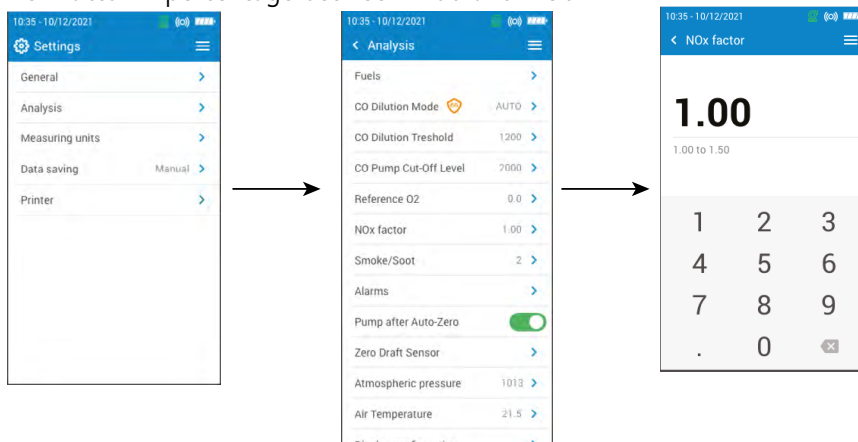 10:35 - 10/12/2021
Settings
General
Analysis
Measuring units
Data saving Manual
Printer
10:35 - 10/12/2021
Analysis
Fuels
CO Dilution Mode AUTO
CO Dilution Treshold 1200
CO Pump Cut-Off Level 2000
Reference O2 0.0
NOx factor 1.00
Smoke/Soot 2
Alarms
Pump after Auto-Zero
Zero Draft Sensor
Atmospheric pressure 1013
Air Temperature 21.5
10:35 - 10/12/2021
NOx factor
1.00
1.00 to 1.50
1 2 3
4 5 6
7 8 9
. 0